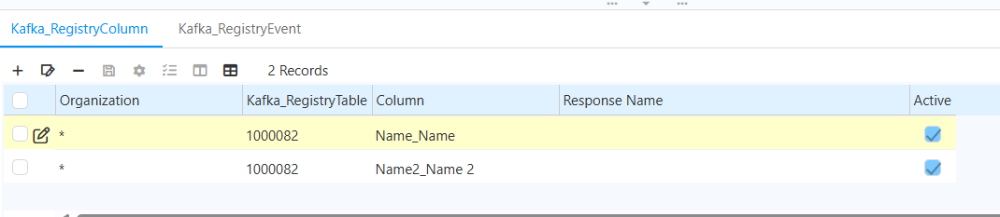 Kafka_RegistryColumn Kafka_RegistryEvent
2 Records
Organization Kafka_RegistryTable Column Response Name Active
* 1000082 Name_Name
* 1000082 Name2_Name 2